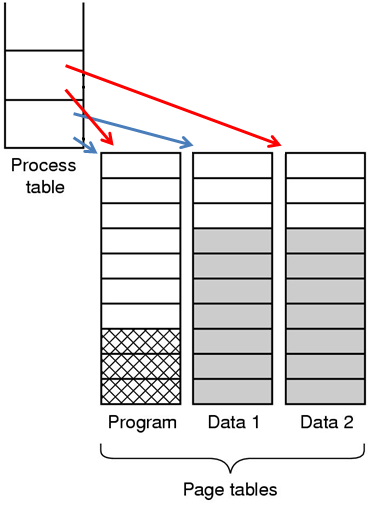 Process
table
Program
Data 1
Data 2
Page tables